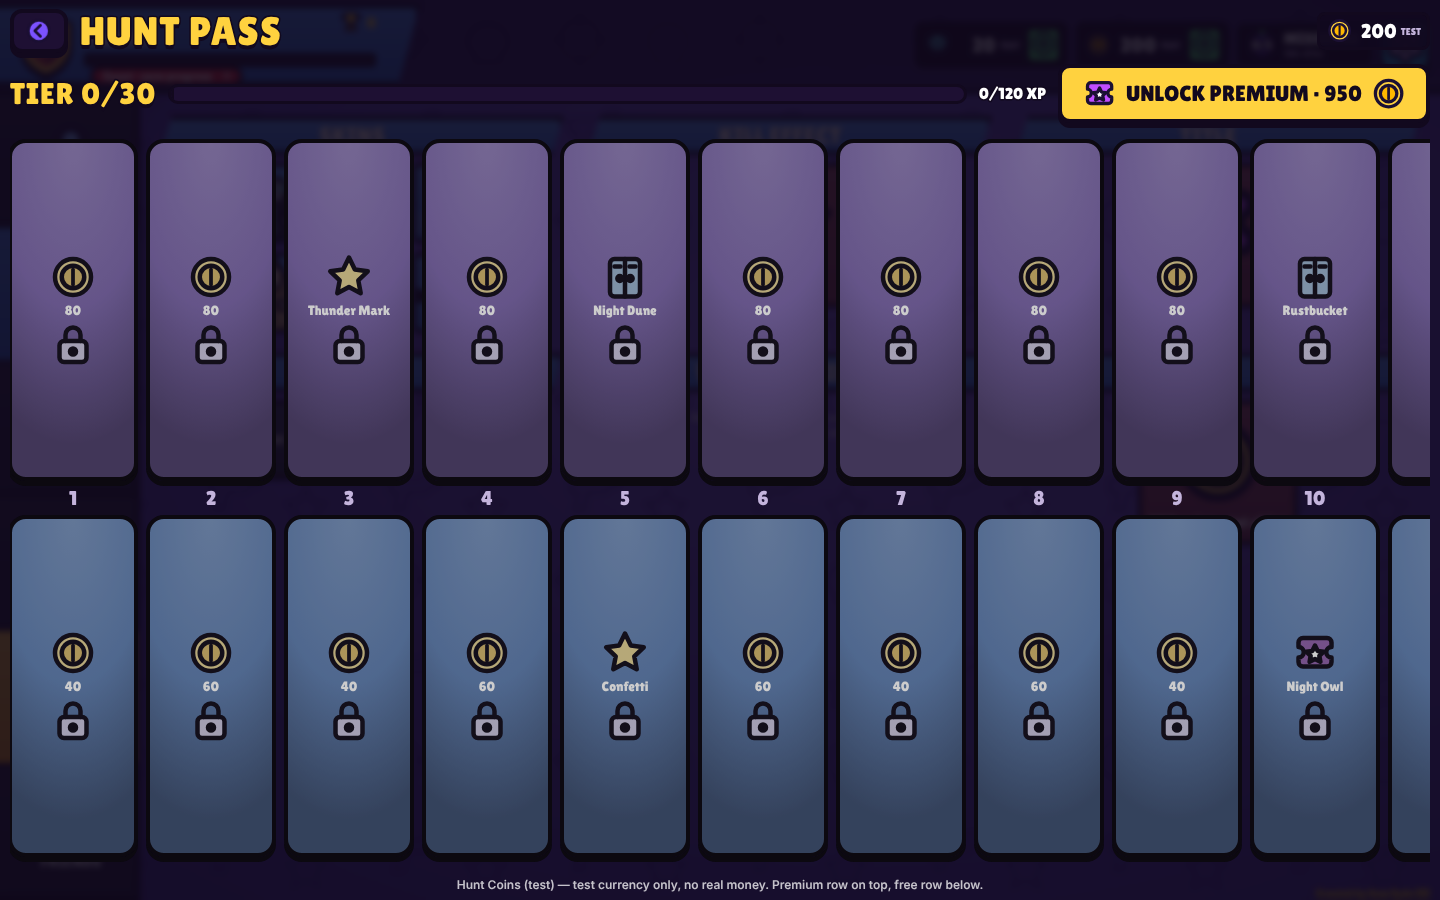 HUNT PASS
200 TEST
TIER 0/30
0/120 XP
UNLOCK PREMIUM · 950
80
80
Thunder Mark
80
Night Dune
80
80
80
80
Rustbucket
1
2
3
4
5
6
7
8
9
10
40
60
40
60
Confetti
60
40
60
40
Night Owl
Hunt Coins (test) — test currency only, no real money. Premium row on top, free row below.